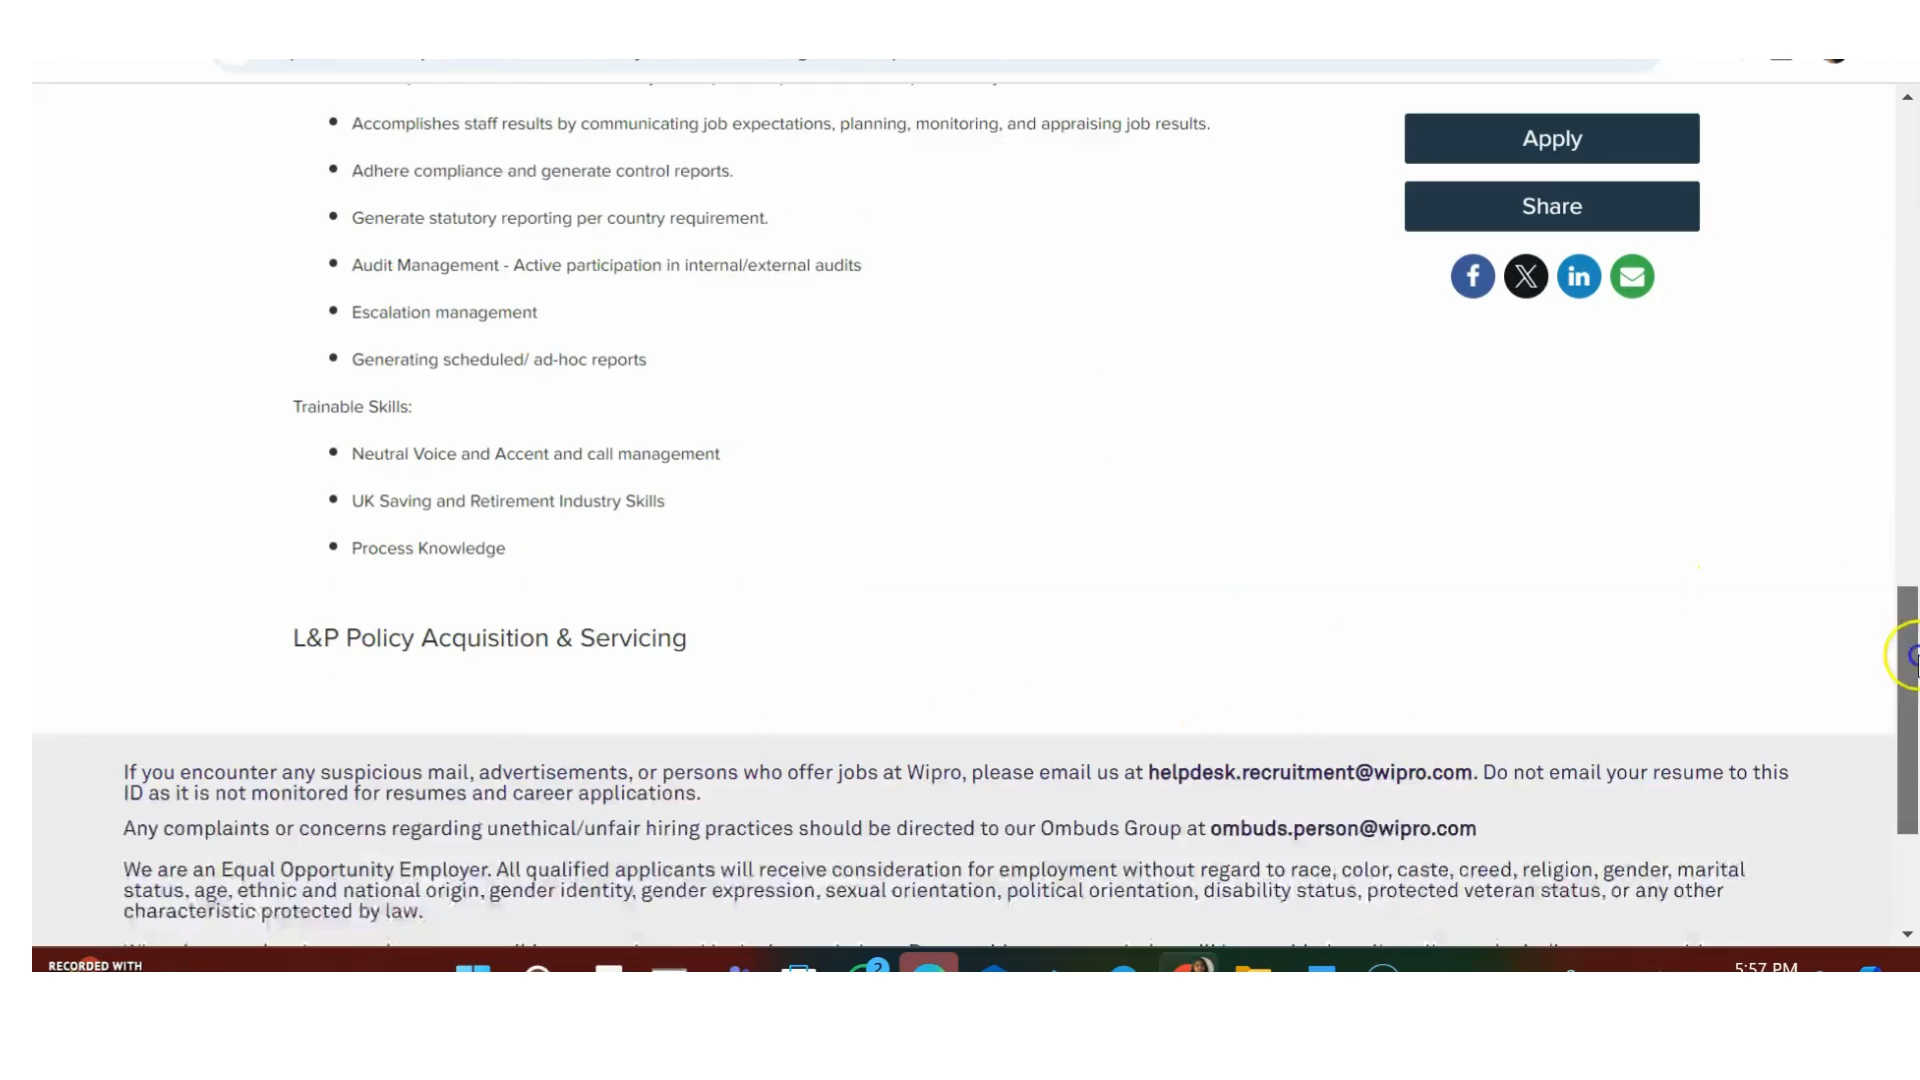 Accomplishes staff results by communicating job expectations, planning, monitoring, and appraising job results.
Adhere compliance and generate control reports.
Generate statutory reporting per country requirement.
Audit Management - Active participation in internal/external audits
Escalation management
Generating scheduled/ ad-hoc reports
Trainable Skills:
Neutral Voice and Accent and call management
UK Saving and Retirement Industry Skills
Process Knowledge
L&P Policy Acquisition & Servicing
Apply
Share
If you encounter any suspicious mail, advertisements, or persons who offer jobs at Wipro, please email us at helpdesk.recruitment@wipro.com. Do not email your resume to this
ID as it is not monitored for resumes and career applications.
Any complaints or concerns regarding unethical/unfair hiring practices should be directed to our Ombuds Group at ombuds.person@wipro.com
We are an Equal Opportunity Employer. All qualified applicants will receive consideration for employment without regard to race, color, caste, creed, religion, gender, marital
status, age, ethnic and national origin, gender identity, gender expression, sexual orientation, political orientation, disability status, protected veteran status, or any other
characteristic protected by law.
RECORDED WITH
2
5:57 PM